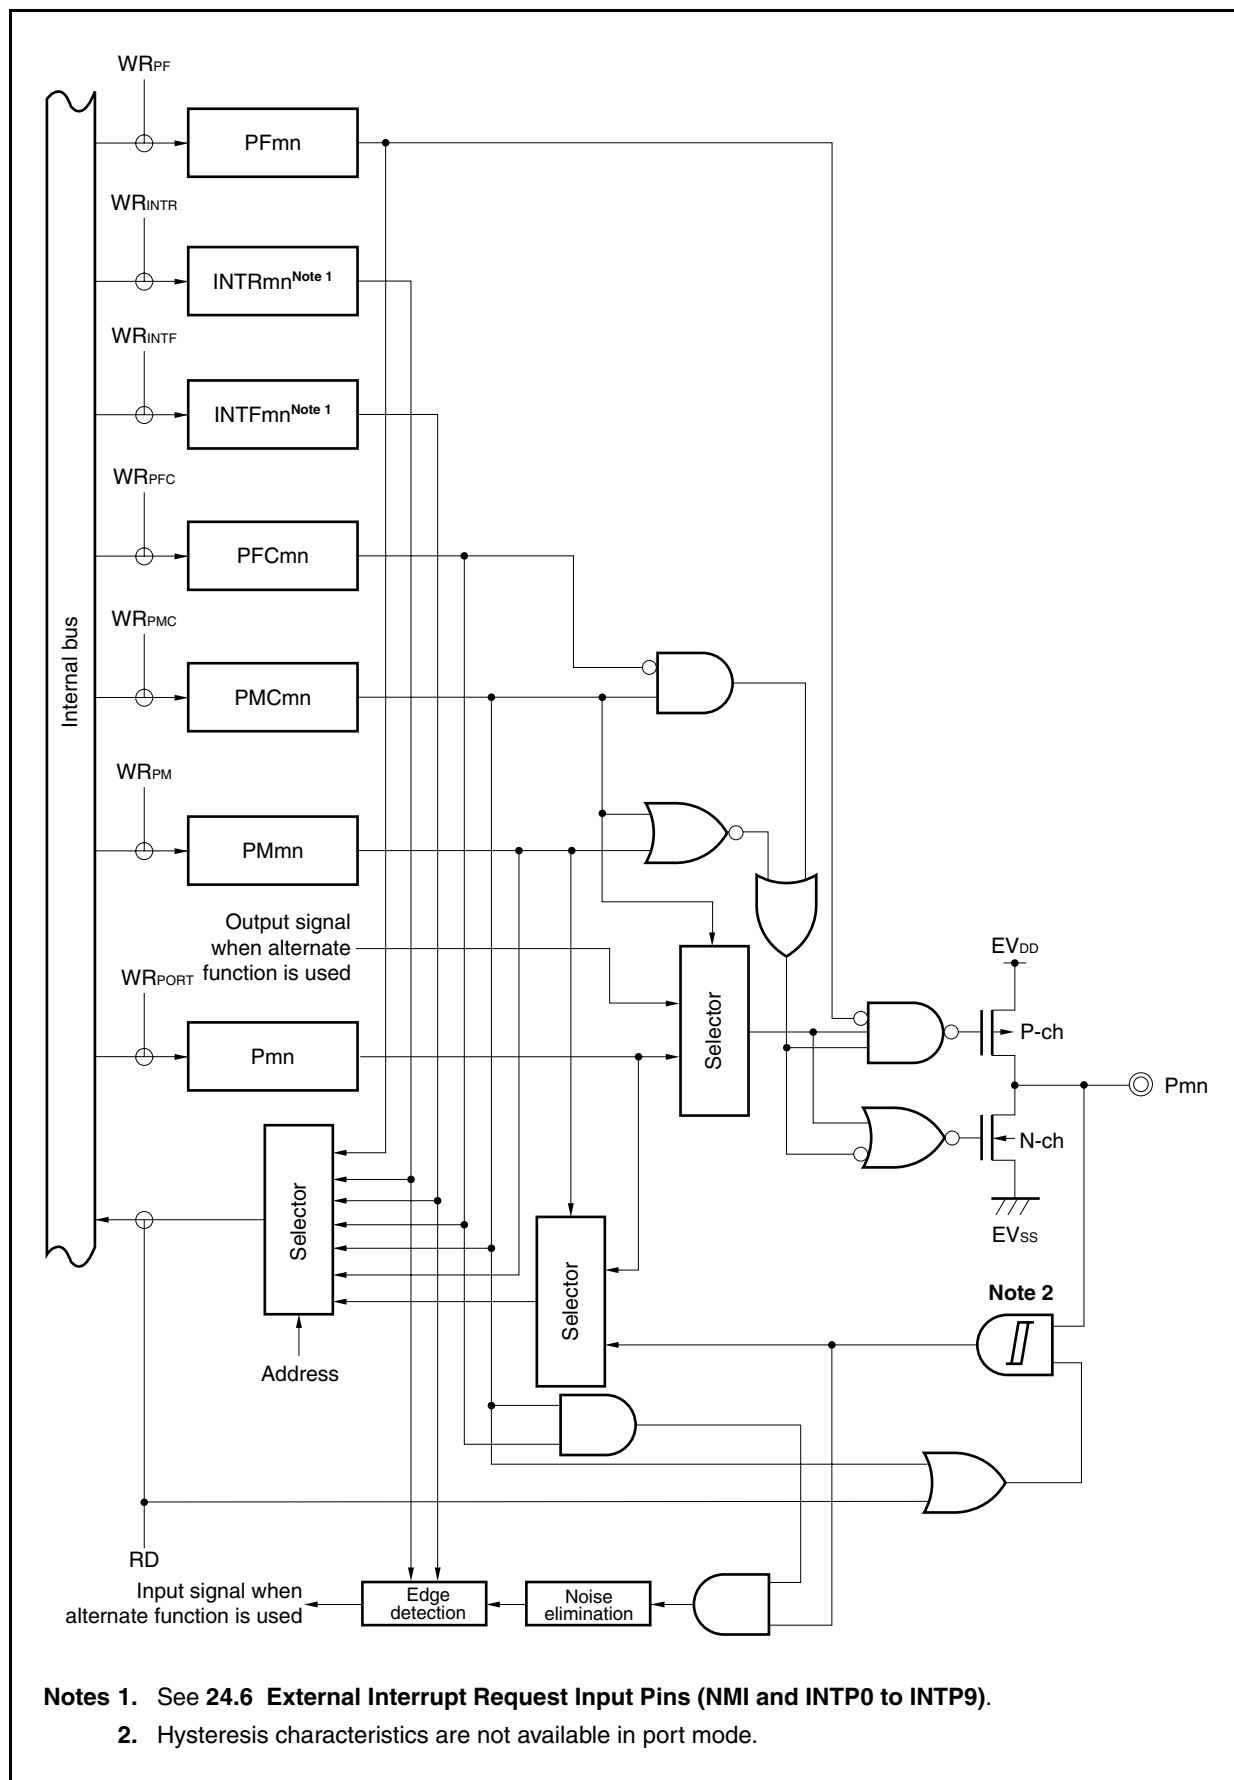 WRPF
PFmn
WRINTR
INTRmnNote 1
WRINTF
INTFmnNote 1
WRPFC
PFCmn
Internal bus
WRPMC
PMCmn
WRPM
PMmn
Output signal
when alternate
function is used
WRPORT
Pmn
Selector
EVDD
P-ch
Pmn
N-ch
EVSS
Selector
Selector
Note 2
Address
RD
Input signal when
alternate function is used
Edge
detection
Noise
elimination
Notes 1. See 24.6 External Interrupt Request Input Pins (NMI and INTP0 to INTP9).
2. Hysteresis characteristics are not available in port mode.